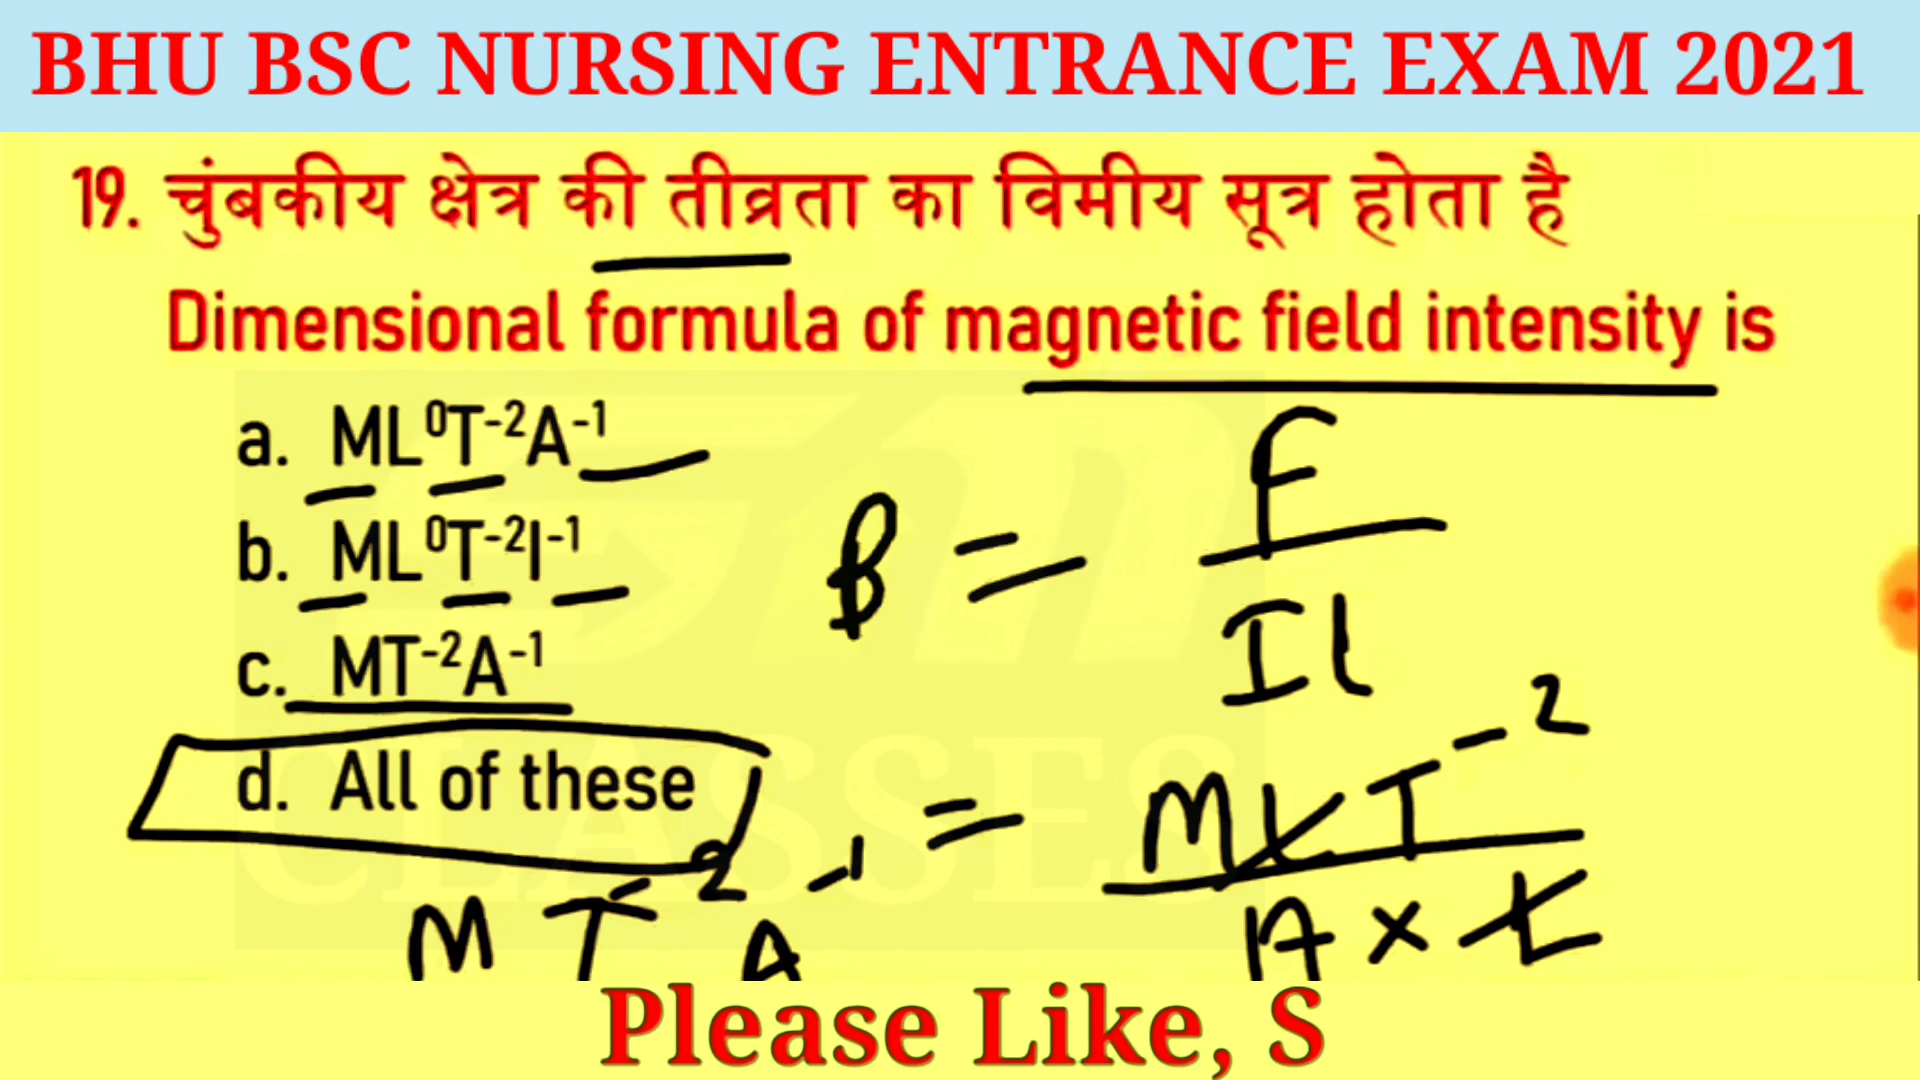 BHU BSC NURSING ENTRANCE EXAM 2021
19. चुंबकीय क्षेत्र की तीव्रता का विमीय सूत्र होता है
Dimensional formula of magnetic field intensity is
a. ML⁰T⁻²A⁻¹
b. ML⁰T⁻²I⁻¹
c. MT⁻²A⁻¹
d. All of these
B = F / Il
= MLT⁻² / A × L
MT⁻²A⁻¹
CLASSES
Please Like, S